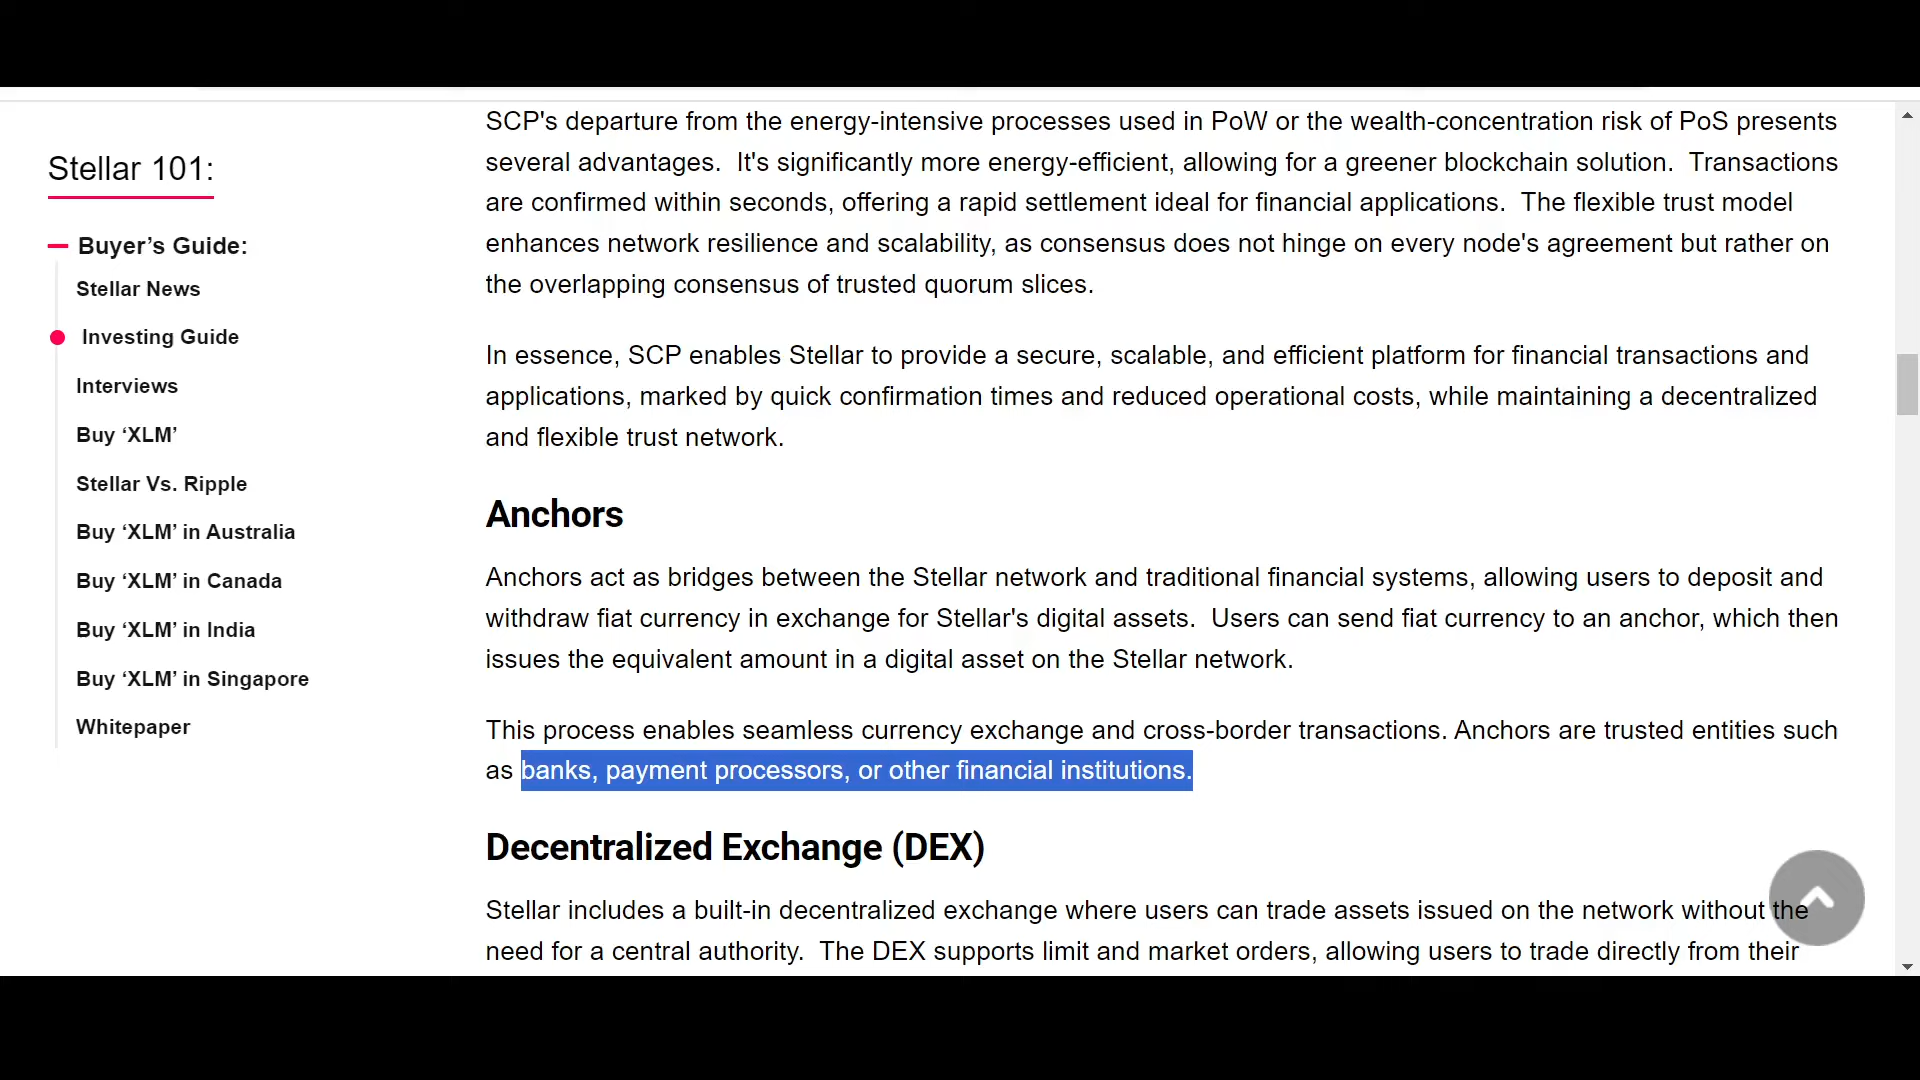 Stellar 101:
Buyer’s Guide:
Stellar News
Investing Guide
Interviews
Buy ‘XLM’
Stellar Vs. Ripple
Buy ‘XLM’ in Australia
Buy ‘XLM’ in Canada
Buy ‘XLM’ in India
Buy ‘XLM’ in Singapore
Whitepaper
SCP's departure from the energy-intensive processes used in PoW or the wealth-concentration risk of PoS presents
several advantages.  It's significantly more energy-efficient, allowing for a greener blockchain solution.  Transactions
are confirmed within seconds, offering a rapid settlement ideal for financial applications.  The flexible trust model
enhances network resilience and scalability, as consensus does not hinge on every node's agreement but rather on
the overlapping consensus of trusted quorum slices.
In essence, SCP enables Stellar to provide a secure, scalable, and efficient platform for financial transactions and
applications, marked by quick confirmation times and reduced operational costs, while maintaining a decentralized
and flexible trust network.
Anchors
Anchors act as bridges between the Stellar network and traditional financial systems, allowing users to deposit and
withdraw fiat currency in exchange for Stellar's digital assets.  Users can send fiat currency to an anchor, which then
issues the equivalent amount in a digital asset on the Stellar network.
This process enables seamless currency exchange and cross-border transactions. Anchors are trusted entities such
as banks, payment processors, or other financial institutions.
Decentralized Exchange (DEX)
Stellar includes a built-in decentralized exchange where users can trade assets issued on the network without the
need for a central authority.  The DEX supports limit and market orders, allowing users to trade directly from their